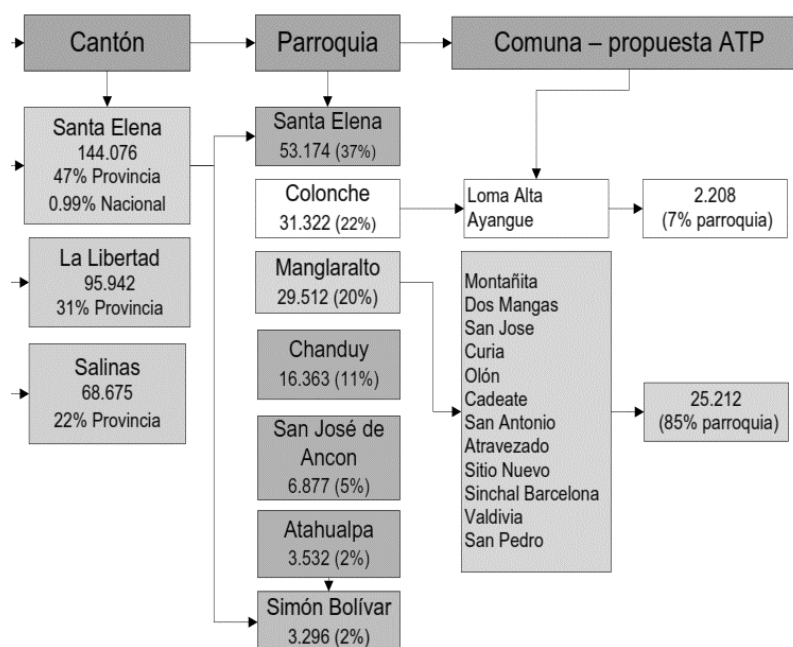 Cantón
Parroquia
Comuna – propuesta ATP
Santa Elena
144.076
47% Provincia
0.99% Nacional
La Libertad
95.942
31% Provincia
Salinas
68.675
22% Provincia
Santa Elena
53.174 (37%)
Colonche
31.322 (22%)
Manglaralto
29.512 (20%)
Chanduy
16.363 (11%)
San José de
Ancon
6.877 (5%)
Atahualpa
3.532 (2%)
Simón Bolívar
3.296 (2%)
Loma Alta
Ayangue
2.208
(7% parroquia)
Montañita
Dos Mangas
San Jose
Curia
Olón
Cadeate
San Antonio
Atravezado
Sitio Nuevo
Sinchal Barcelona
Valdivia
San Pedro
25.212
(85% parroquia)